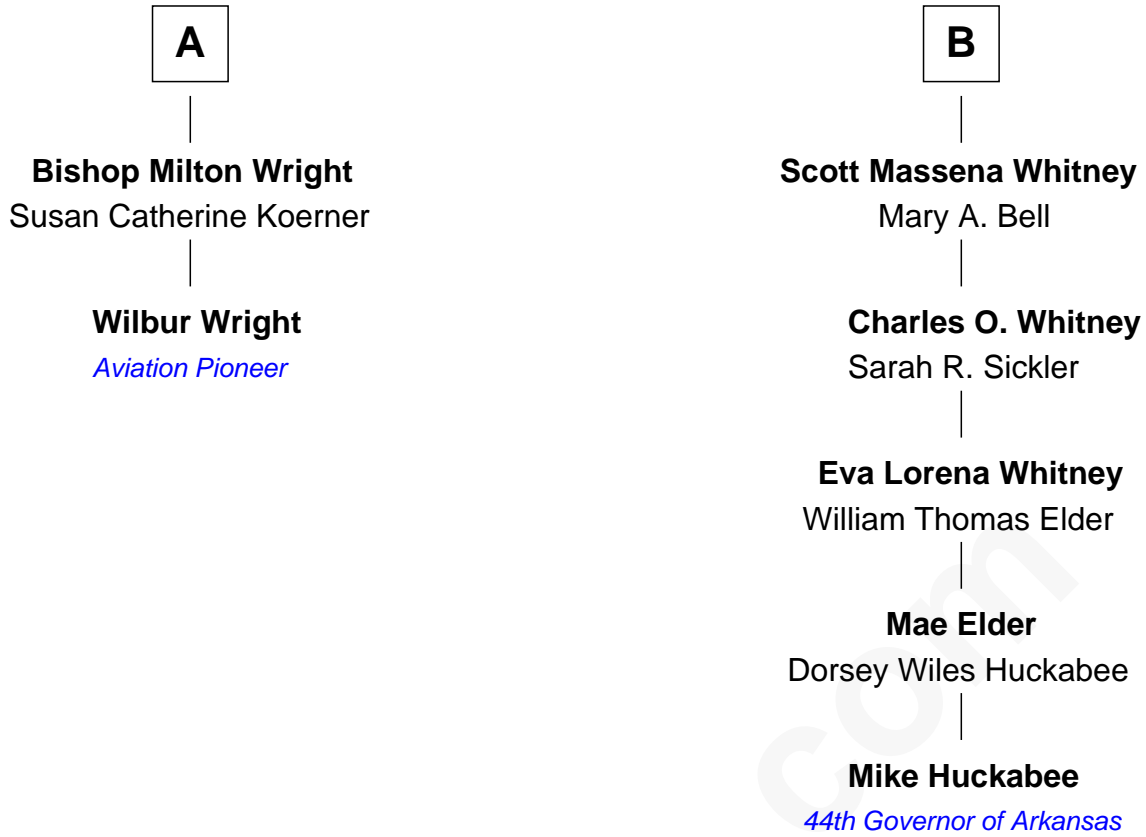 A
Bishop Milton Wright
Susan Catherine Koerner
Wilbur Wright
Aviation Pioneer
B
Scott Massena Whitney
Mary A. Bell
Charles O. Whitney
Sarah R. Sickler
Eva Lorena Whitney
William Thomas Elder
Mae Elder
Dorsey Wiles Huckabee
Mike Huckabee
44th Governor of Arkansas
com